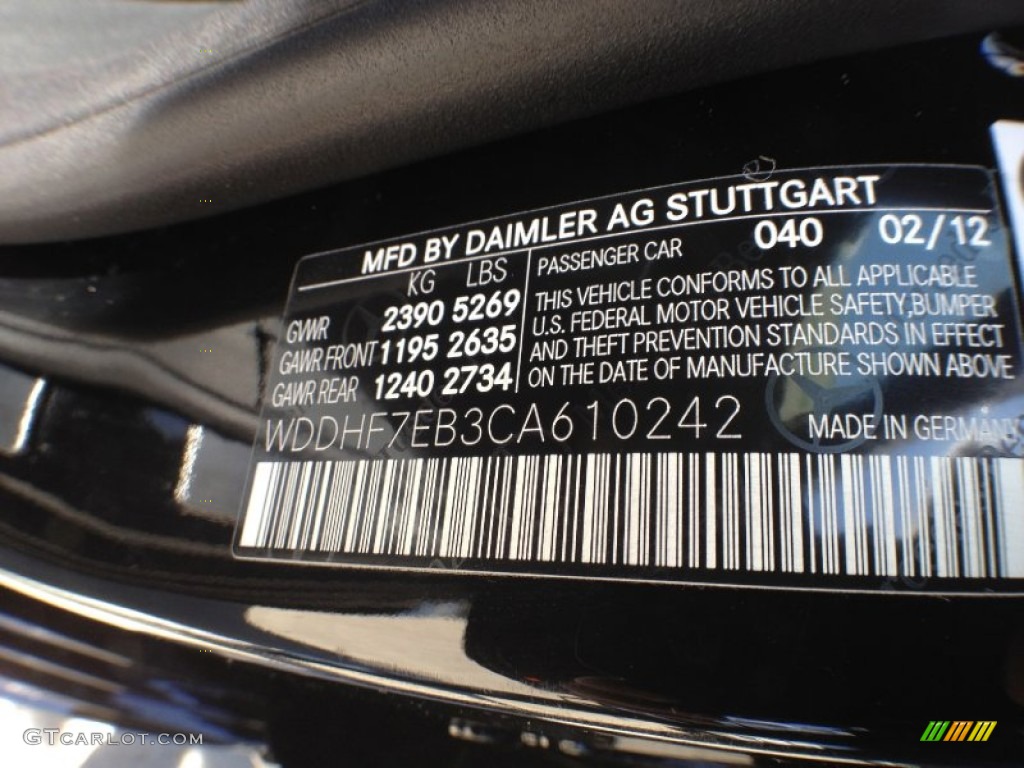 MFD BY DAIMLER AG STUTTGART
KG LBS
GVWR 2390 5269
GAWR FRONT 1195 2635
GAWR REAR 1240 2734
PASSENGER CAR 040 02/12
THIS VEHICLE CONFORMS TO ALL APPLICABLE
U.S. FEDERAL MOTOR VEHICLE SAFETY,BUMPER
AND THEFT PREVENTION STANDARDS IN EFFECT
ON THE DATE OF MANUFACTURE SHOWN ABOVE
WDDHF7EB3CA610242 MADE IN GERMANY
GTCARLOT.COM